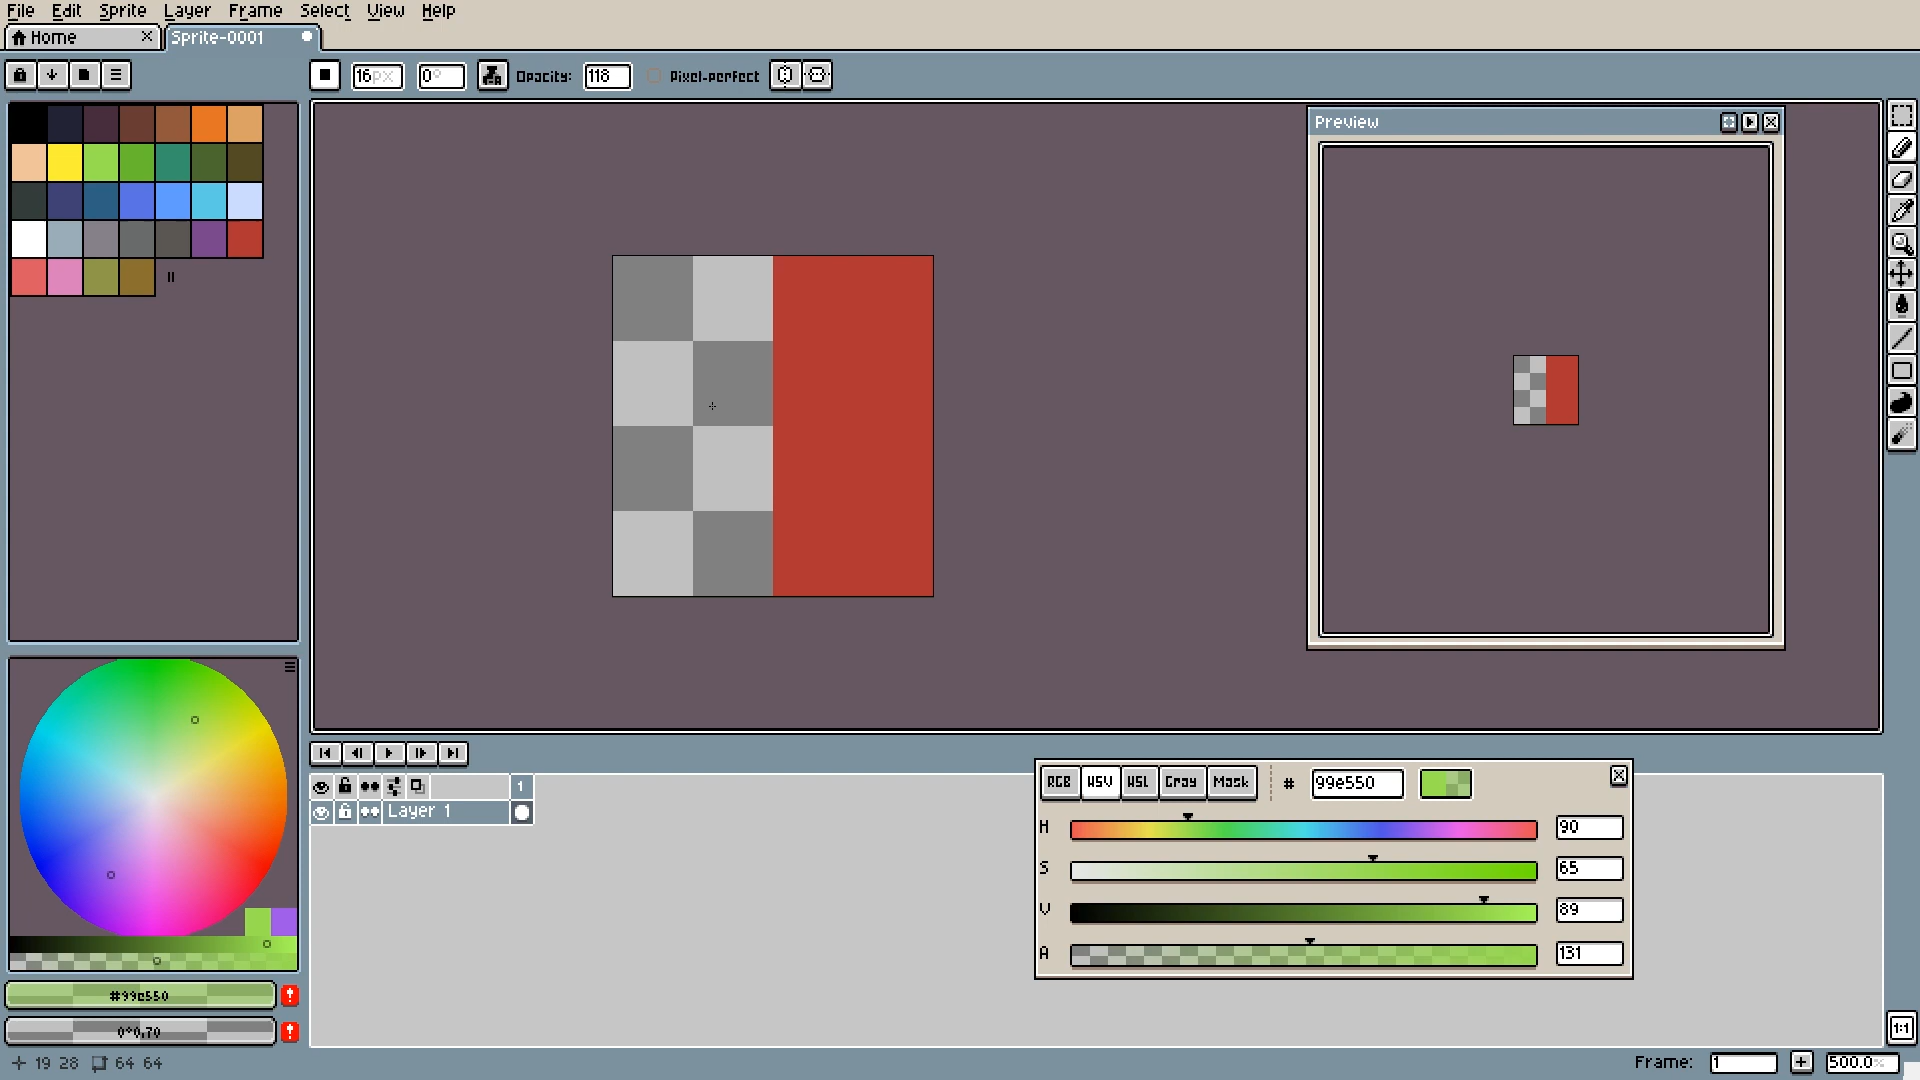 File Edit Sprite Layer Frame Select View Help
Home Sprite-0001
16px 0° Opacity: 118 Pixel-perfect
Preview
1
Layer 1
RGB HSV HSL Gray Mask # 99e550
H 90
S 65
V 89
A 131
#99e550
0°0,70
19 28 64 64
Frame: 1 + 500.0%
1:1